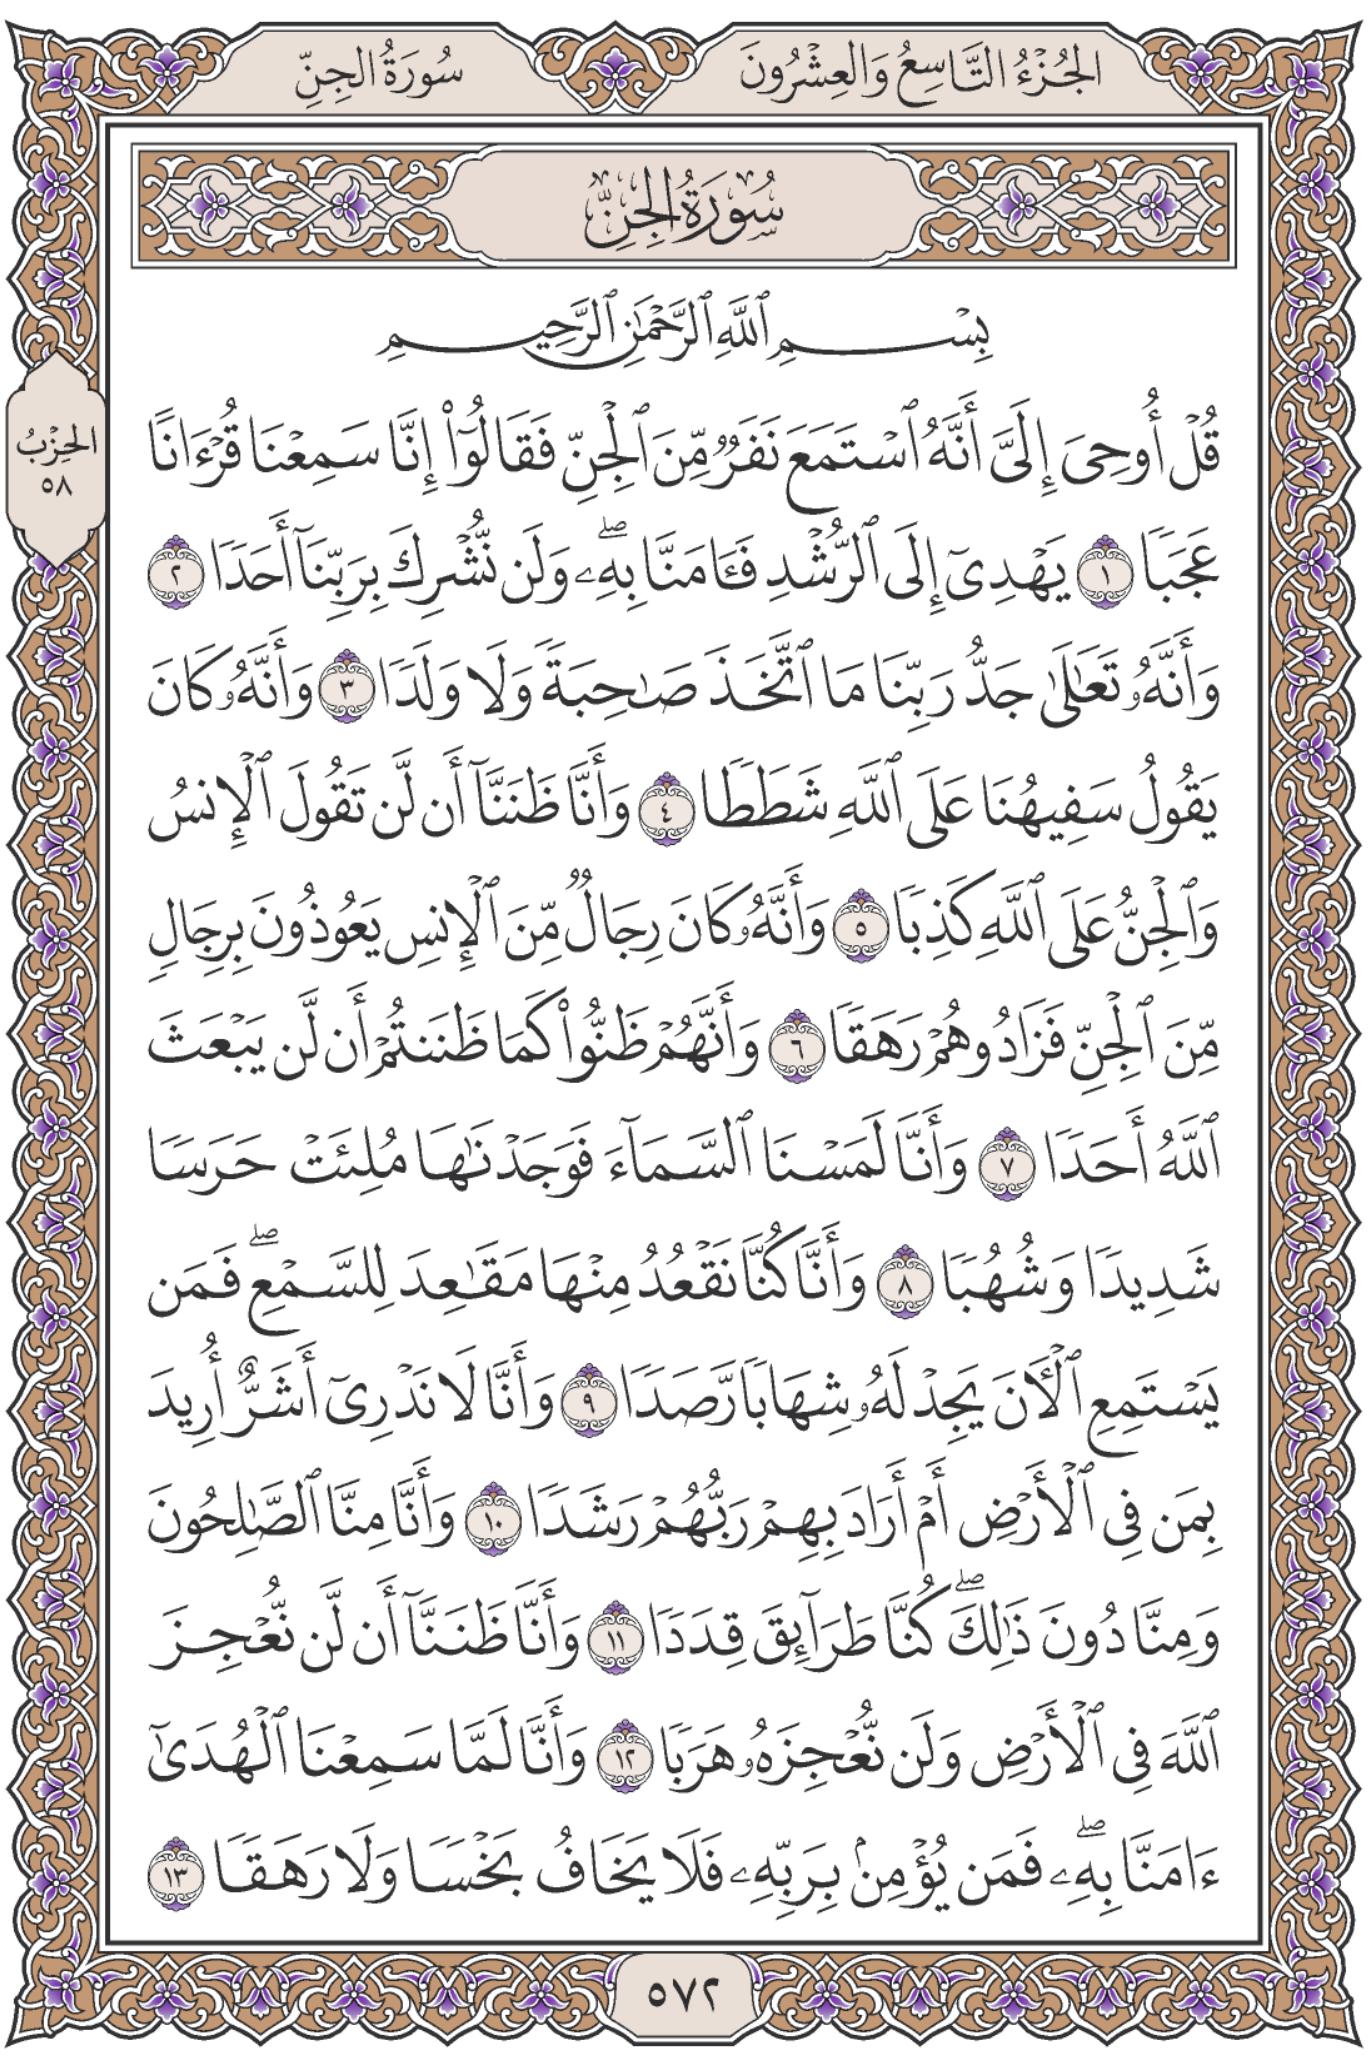 الجُزْءُ التَّاسِعُ وَالعِشْرُونَ
سُورَةُ الجِنِّ
سُورَةُ الجِنِّ
بِسْمِ ٱللَّهِ ٱلرَّحْمَٰنِ ٱلرَّحِيمِ
الحِزْبُ
٥٨
قُلْ أُوحِىَ إِلَىَّ أَنَّهُ ٱسْتَمَعَ نَفَرٌ مِّنَ ٱلْجِنِّ فَقَالُوٓا۟ إِنَّا سَمِعْنَا قُرْءَانًا
عَجَبًا ١ يَهْدِىٓ إِلَى ٱلرُّشْدِ فَـَٔامَنَّا بِهِۦ ۖ وَلَن نُّشْرِكَ بِرَبِّنَآ أَحَدًا ٢
وَأَنَّهُۥ تَعَٰلَىٰ جَدُّ رَبِّنَا مَا ٱتَّخَذَ صَٰحِبَةً وَلَا وَلَدًا ٣ وَأَنَّهُۥ كَانَ
يَقُولُ سَفِيهُنَا عَلَى ٱللَّهِ شَطَطًا ٤ وَأَنَّا ظَنَنَّآ أَن لَّن تَقُولَ ٱلْإِنسُ
وَٱلْجِنُّ عَلَى ٱللَّهِ كَذِبًا ٥ وَأَنَّهُۥ كَانَ رِجَالٌ مِّنَ ٱلْإِنسِ يَعُوذُونَ بِرِجَالٍ
مِّنَ ٱلْجِنِّ فَزَادُوهُمْ رَهَقًا ٦ وَأَنَّهُمْ ظَنُّوا۟ كَمَا ظَنَنتُمْ أَن لَّن يَبْعَثَ
ٱللَّهُ أَحَدًا ٧ وَأَنَّا لَمَسْنَا ٱلسَّمَآءَ فَوَجَدْنَٰهَا مُلِئَتْ حَرَسًا
شَدِيدًا وَشُهُبًا ٨ وَأَنَّا كُنَّا نَقْعُدُ مِنْهَا مَقَٰعِدَ لِلسَّمْعِ ۖ فَمَن
يَسْتَمِعِ ٱلْـَٔانَ يَجِدْ لَهُۥ شِهَابًا رَّصَدًا ٩ وَأَنَّا لَا نَدْرِىٓ أَشَرٌّ أُرِيدَ
بِمَن فِى ٱلْأَرْضِ أَمْ أَرَادَ بِهِمْ رَبُّهُمْ رَشَدًا ١٠ وَأَنَّا مِنَّا ٱلصَّٰلِحُونَ
وَمِنَّا دُونَ ذَٰلِكَ ۖ كُنَّا طَرَآئِقَ قِدَدًا ١١ وَأَنَّا ظَنَنَّآ أَن لَّن نُّعْجِزَ
ٱللَّهَ فِى ٱلْأَرْضِ وَلَن نُّعْجِزَهُۥ هَرَبًا ١٢ وَأَنَّا لَمَّا سَمِعْنَا ٱلْهُدَىٰٓ
ءَامَنَّا بِهِۦ ۖ فَمَن يُؤْمِنۢ بِرَبِّهِۦ فَلَا يَخَافُ بَخْسًا وَلَا رَهَقًا ١٣
٥٧٢